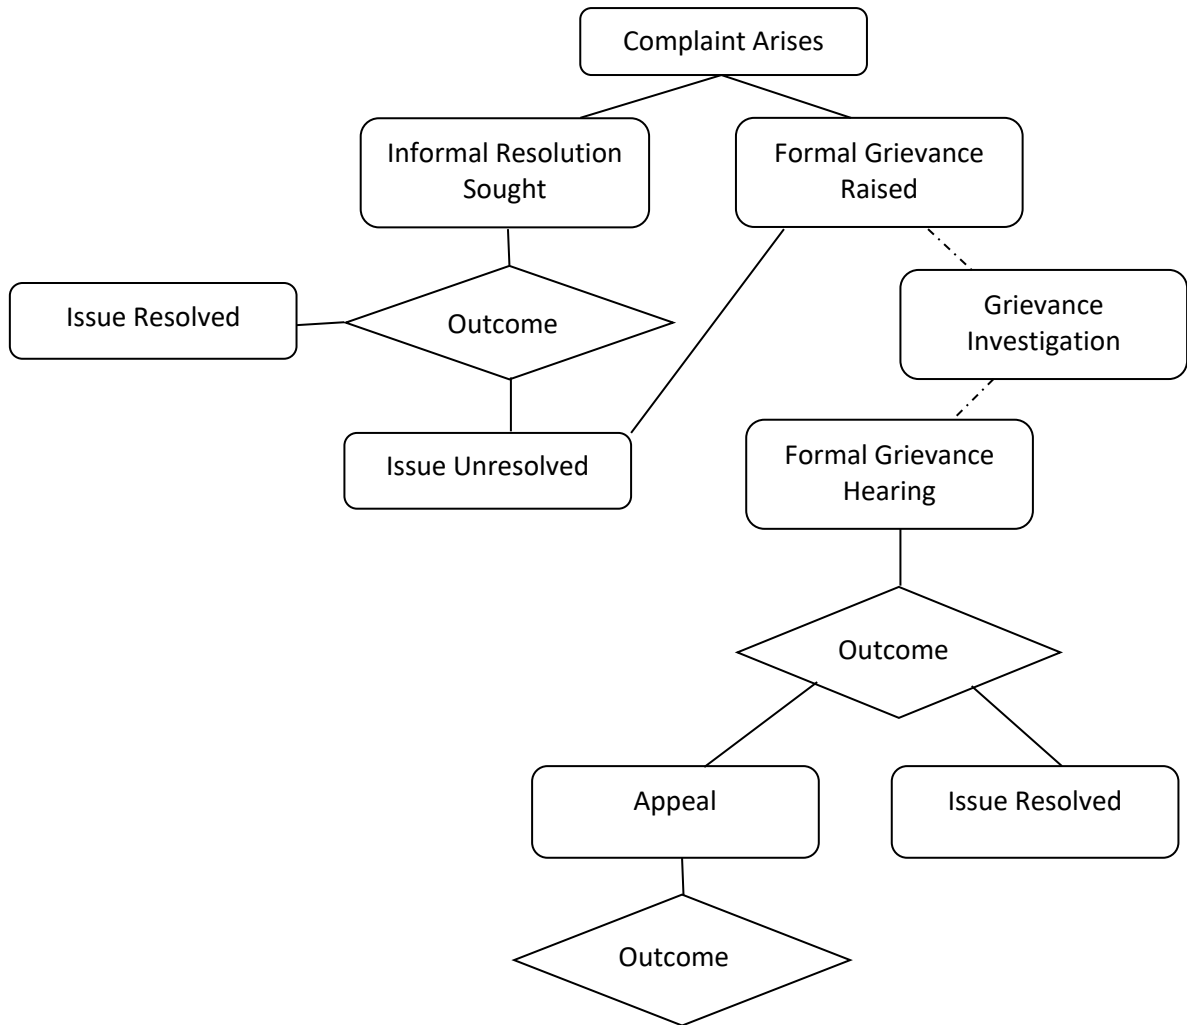 Complaint Arises
Informal Resolution
Sought
Formal Grievance
Raised
Issue Resolved
Outcome
Grievance
Investigation
Issue Unresolved
Formal Grievance
Hearing
Outcome
Appeal
Issue Resolved
Outcome